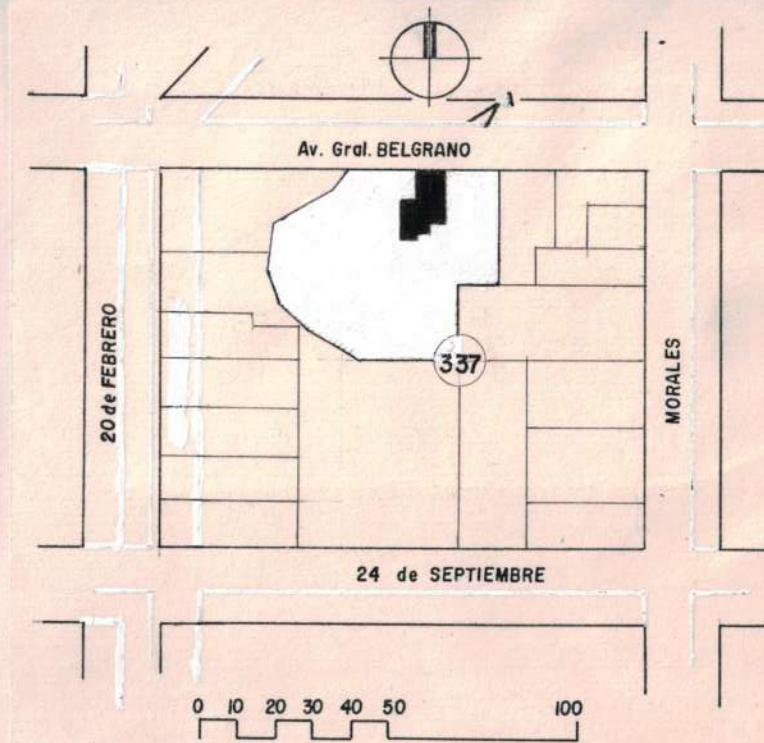 Av. Gral. BELGRANO
20 de FEBRERO
337
MORALES
24 de SEPTIEMBRE
0 10 20 30 40 50 100